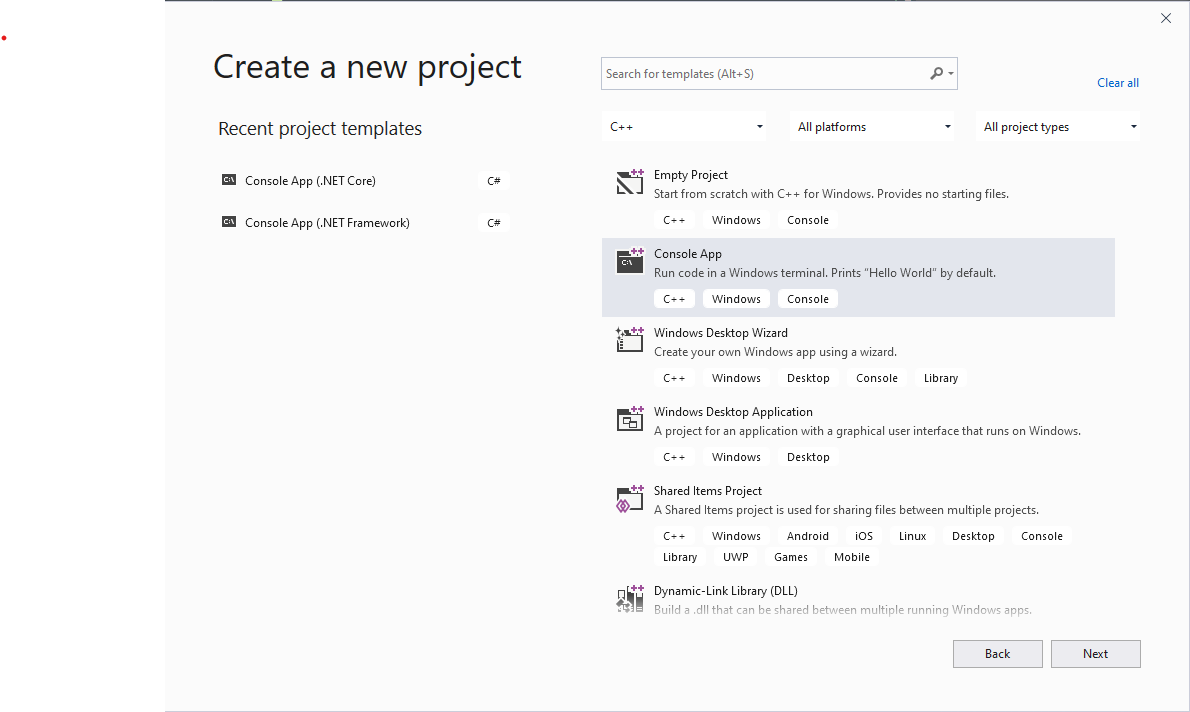 Create a new project
Recent project templates
C:\ Console App (.NET Core) C#
C:\ Console App (.NET Framework) C#
Search for templates (Alt+S)
Clear all
C++ All platforms All project types
Empty Project
Start from scratch with C++ for Windows. Provides no starting files.
C++ Windows Console
C:\ Console App
Run code in a Windows terminal. Prints "Hello World" by default.
C++ Windows Console
Windows Desktop Wizard
Create your own Windows app using a wizard.
C++ Windows Desktop Console Library
Windows Desktop Application
A project for an application with a graphical user interface that runs on Windows.
C++ Windows Desktop
Shared Items Project
A Shared Items project is used for sharing files between multiple projects.
C++ Windows Android iOS Linux Desktop Console
Library UWP Games Mobile
Dynamic-Link Library (DLL)
Build a .dll that can be shared between multiple running Windows apps.
Back Next